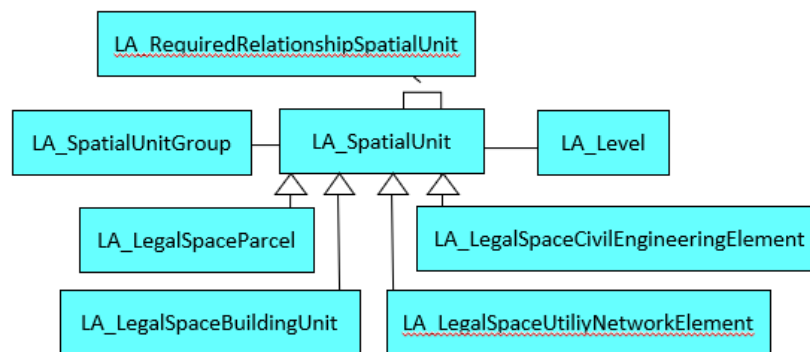 LA_RequiredRelationshipSpatialUnit
LA_SpatialUnitGroup
LA_SpatialUnit
LA_Level
LA_LegalSpaceParcel
LA_LegalSpaceCivilEngineeringElement
LA_LegalSpaceBuildingUnit
LA_LegalSpaceUtiliyNetworkElement